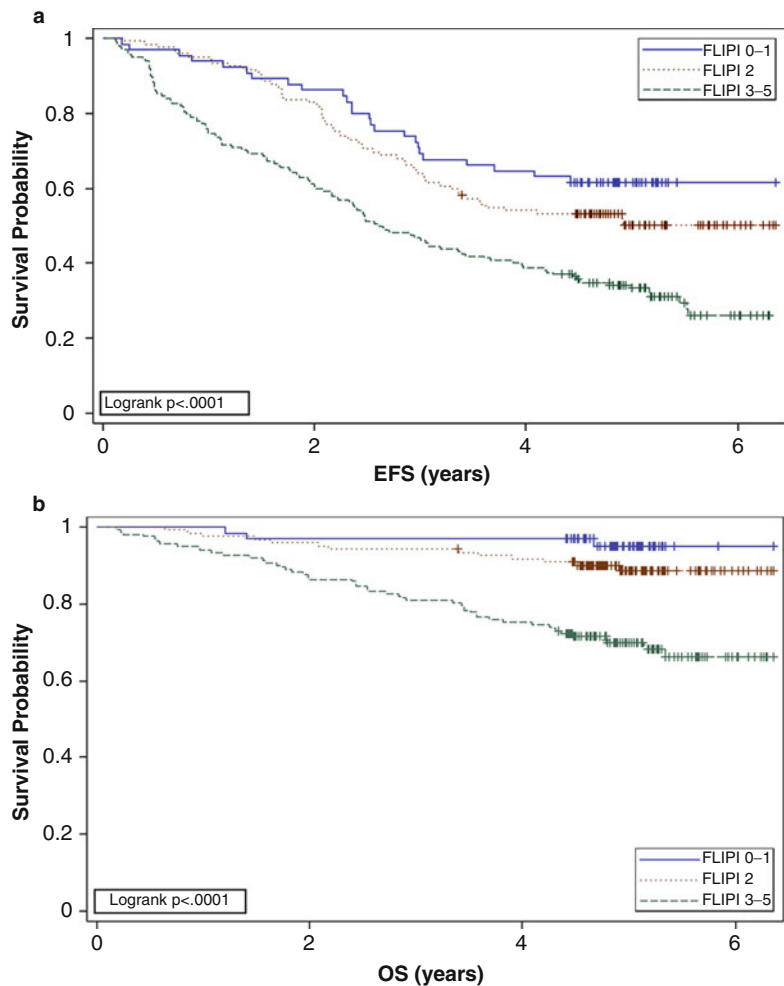 a
1
0.8
0.6
0.4
0.2
0
Survival Probability
FLIPI 0–1
FLIPI 2
FLIPI 3–5
Logrank p<.0001
0 2 4 6
EFS (years)
b
1
0.8
0.6
0.4
0.2
0
Survival Probability
FLIPI 0–1
FLIPI 2
FLIPI 3–5
Logrank p<.0001
0 2 4 6
OS (years)